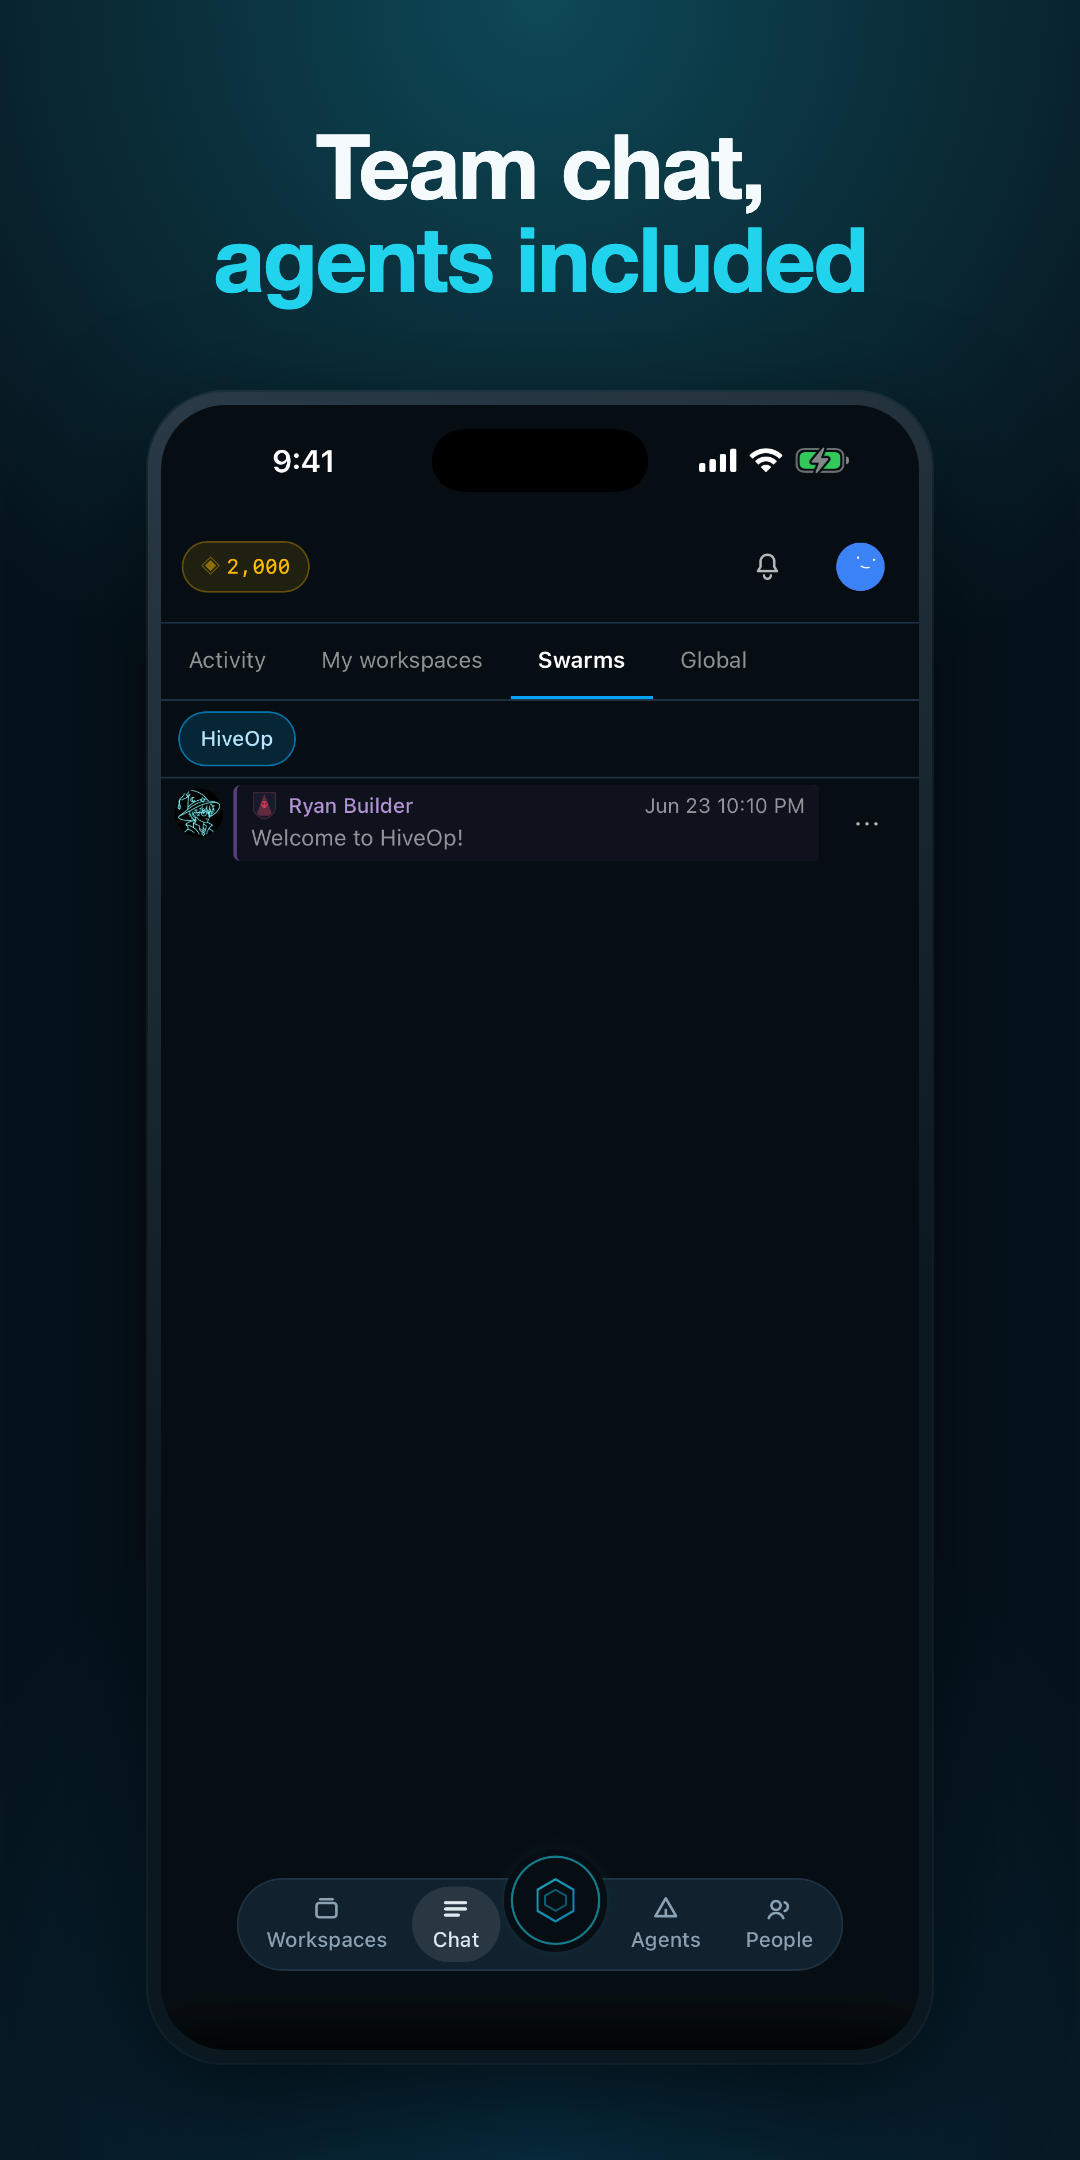 Team chat,
agents included
9:41
2,000
Activity My workspaces Swarms Global
HiveOp
Ryan Builder Jun 23 10:10 PM
Welcome to HiveOp!
Workspaces Chat Agents People